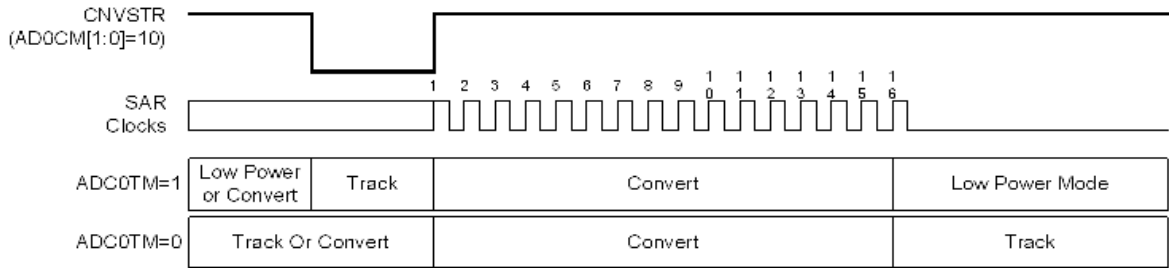 CNVSTR
(AD0CM[1:0]=10)
1 2 3 4 5 6 7 8 9 10 11 12 13 14 15 16
SAR
Clocks
ADC0TM=1 Low Power or Convert Track Convert Low Power Mode
ADC0TM=0 Track Or Convert Convert Track